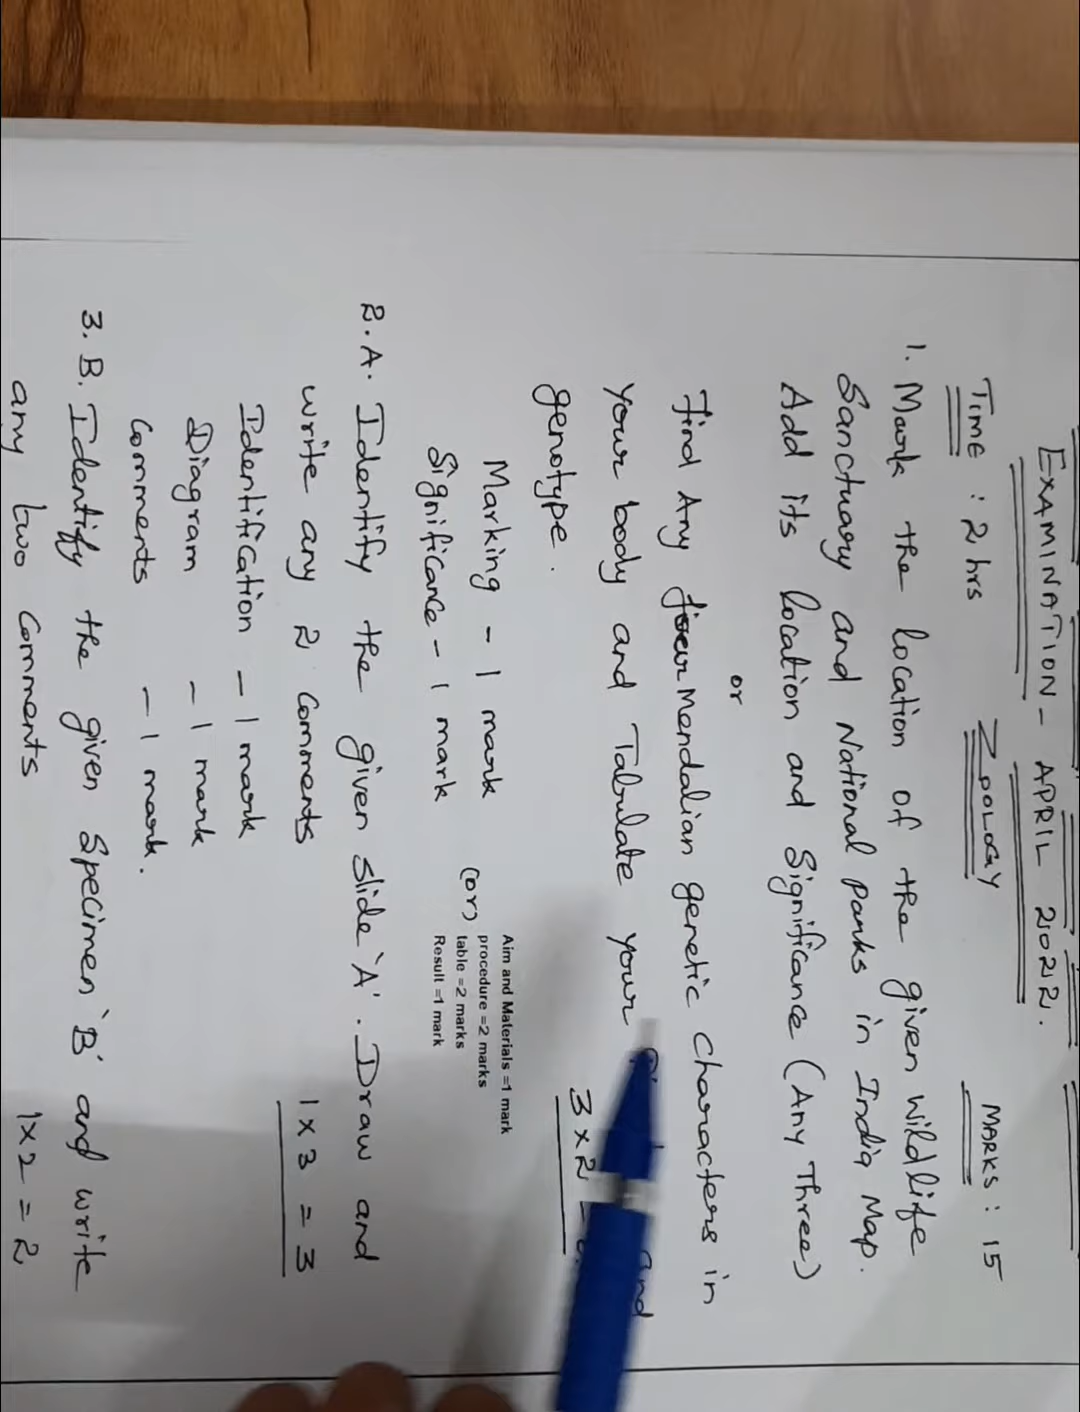 EXAMINATION - APRIL 2022.
Time : 2 hrs ZOOLOGY MARKS : 15
1. Mark the location of the given wildlife
Sanctuary and National parks in India Map.
Add its location and Significance (Any Three)
or
Find Any four Mendalian genetic characters in
your body and Tabulate your and
genotype.
3 x 2
Marking - 1 mark
Significance - 1 mark
(or)
Aim and Materials =1 mark
procedure =2 marks
table =2 marks
Result =1 mark
2. A. Identify the given slide 'A'. Draw and
write any 2 comments
1 x 3 = 3
Identification - 1 mark
Diagram - 1 mark
Comments - 1 mark.
3. B. Identify the given Specimen 'B' and write
any two comments 1 x 2 = 2